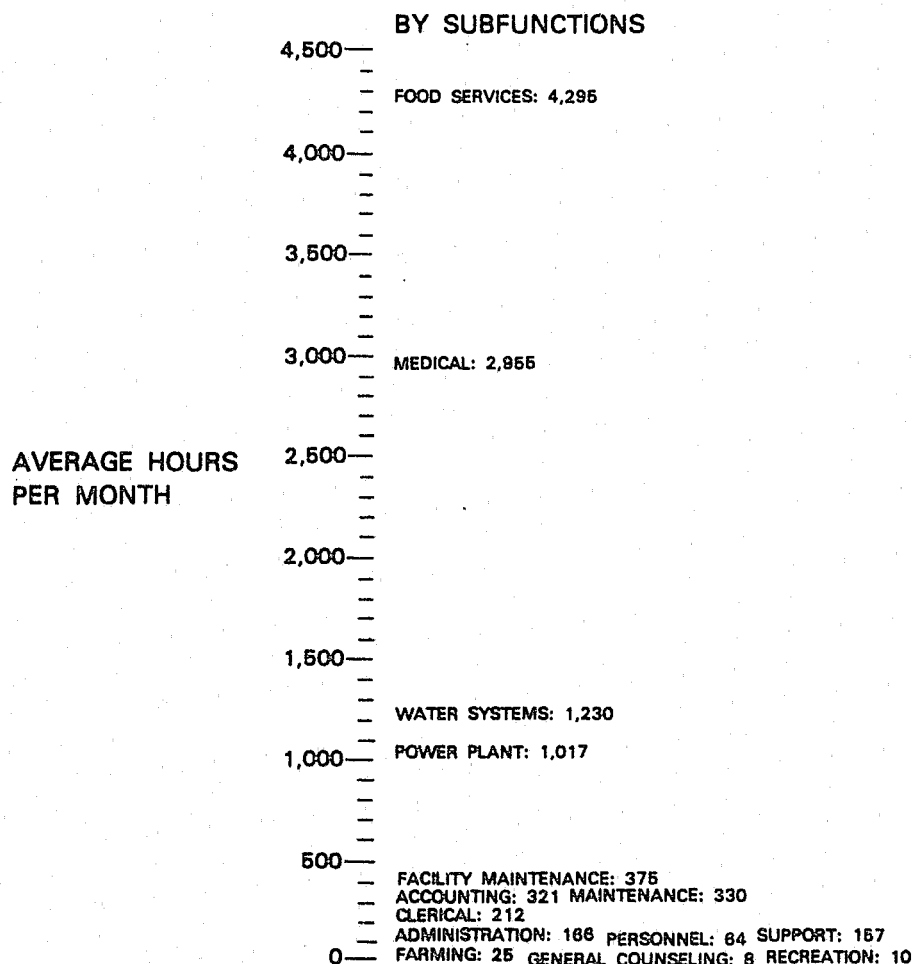 BY SUBFUNCTIONS
4,500
FOOD SERVICES: 4,295
4,000
3,500
3,000
MEDICAL: 2,955
AVERAGE HOURS
PER MONTH
2,500
2,000
1,500
WATER SYSTEMS: 1,230
1,000
POWER PLANT: 1,017
500
FACILITY MAINTENANCE: 375
ACCOUNTING: 321 MAINTENANCE: 330
CLERICAL: 212
ADMINISTRATION: 166 PERSONNEL: 64 SUPPORT: 157
0
FARMING: 25 GENERAL COUNSELING: 8 RECREATION: 10